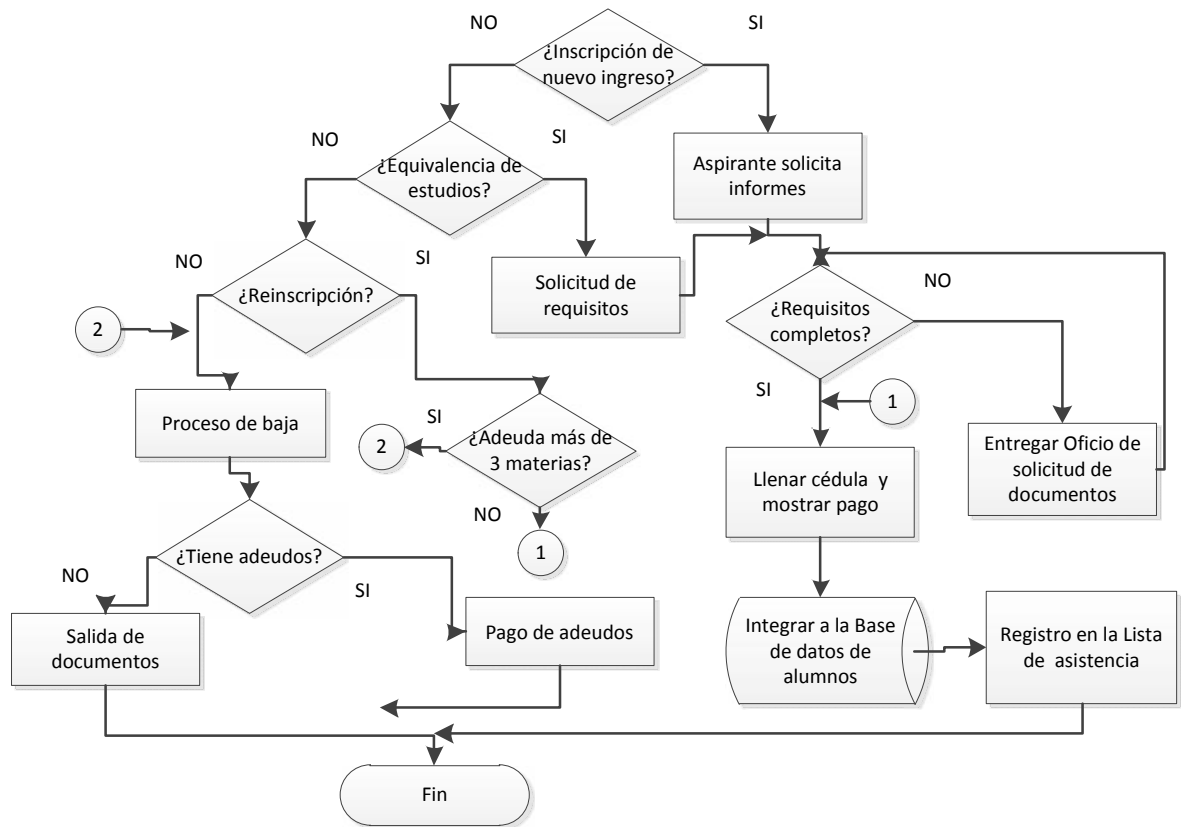 NO
SI
¿Inscripción de
nuevo ingreso?
NO
SI
¿Equivalencia de
estudios?
Aspirante solicita
informes
NO
SI
¿Reinscripción?
Solicitud de
requisitos
NO
¿Requisitos
completos?
2
SI
1
Proceso de baja
SI
2
¿Adeuda más de
3 materias?
Entregar Oficio de
solicitud de
documentos
Llenar cédula y
mostrar pago
NO
1
¿Tiene adeudos?
NO
SI
Salida de
documentos
Pago de adeudos
Integrar a la Base
de datos de
alumnos
Registro en la Lista
de asistencia
Fin